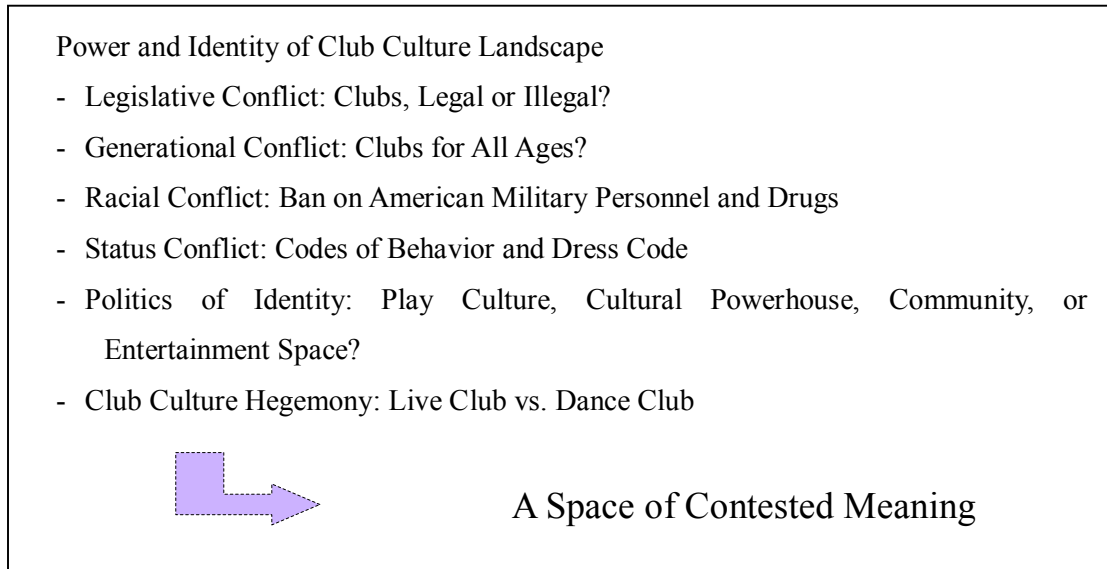 Power and Identity of Club Culture Landscape
- Legislative Conflict: Clubs, Legal or Illegal?
- Generational Conflict: Clubs for All Ages?
- Racial Conflict: Ban on American Military Personnel and Drugs
- Status Conflict: Codes of Behavior and Dress Code
- Politics of Identity: Play Culture, Cultural Powerhouse, Community, or
Entertainment Space?
- Club Culture Hegemony: Live Club vs. Dance Club
A Space of Contested Meaning